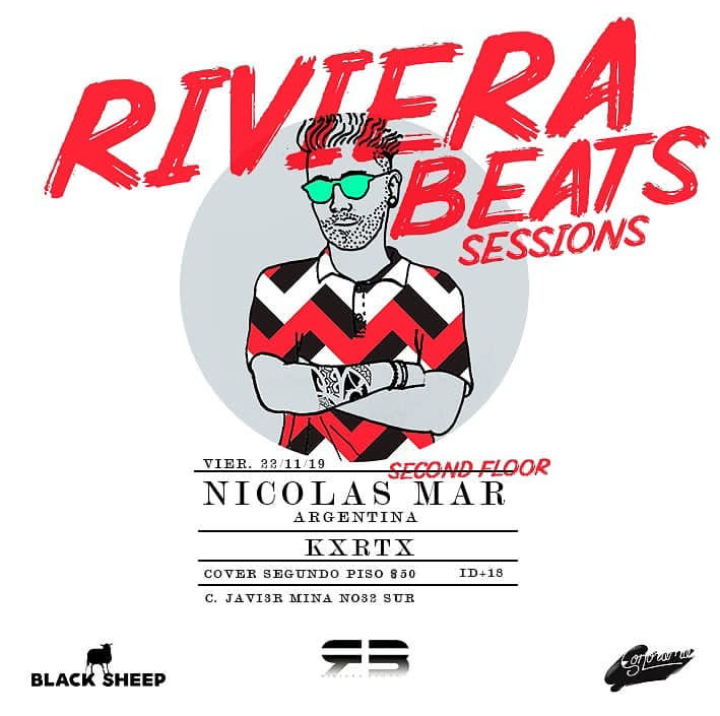 RIVIERA
BEATS
SESSIONS
VIER. 22/11/19
SECOND FLOOR
NICOLAS MAR
ARGENTINA
KXRTX
COVER SEGUNDO PISO $50 ID+18
C. JAVI3R MINA NO32 SUR
BLACK SHEEP
RB